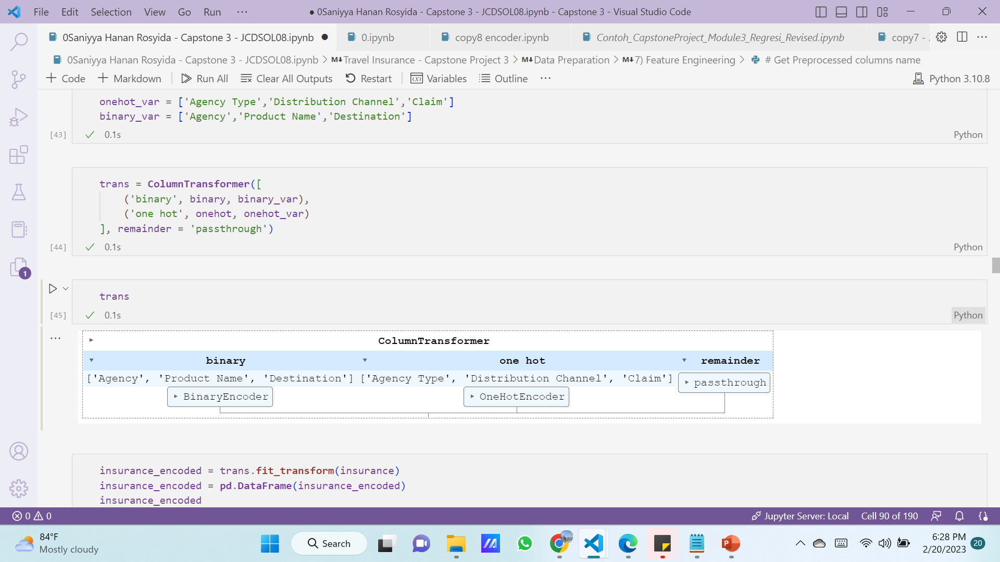 File Edit Selection View Go Run ··· ● 0Saniyya Hanan Rosyida - Capstone 3 - JCDSOL08.ipynb - Capstone 3 - Visual Studio Code
0Saniyya Hanan Rosyida - Capstone 3 - JCDSOL08.ipynb ● 0.ipynb copy8 encoder.ipynb Contoh_CapstoneProject_Module3_Regresi_Revised.ipynb copy7 - ···
0Saniyya Hanan Rosyida - Capstone 3 - JCDSOL08.ipynb > M↓Travel Insurance - Capstone Project 3 > M↓Data Preparation > M↓7) Feature Engineering > # Get Preprocessed columns name
+ Code + Markdown Run All Clear All Outputs Restart Variables Outline ··· Python 3.10.8
onehot_var = ['Agency Type','Distribution Channel','Claim']
binary_var = ['Agency','Product Name','Destination']
[43] ✓ 0.1s Python
trans = ColumnTransformer([
('binary', binary, binary_var),
('one hot', onehot, onehot_var)
], remainder = 'passthrough')
[44] ✓ 0.1s Python
trans
[45] ✓ 0.1s Python
···
ColumnTransformer
binary one hot remainder
['Agency', 'Product Name', 'Destination'] ['Agency Type', 'Distribution Channel', 'Claim'] passthrough
BinaryEncoder OneHotEncoder
insurance_encoded = trans.fit_transform(insurance)
insurance_encoded = pd.DataFrame(insurance_encoded)
insurance_encoded
1
0 0 Jupyter Server: Local Cell 90 of 190
84°F
Mostly cloudy
Search
6:28 PM
2/20/2023
20